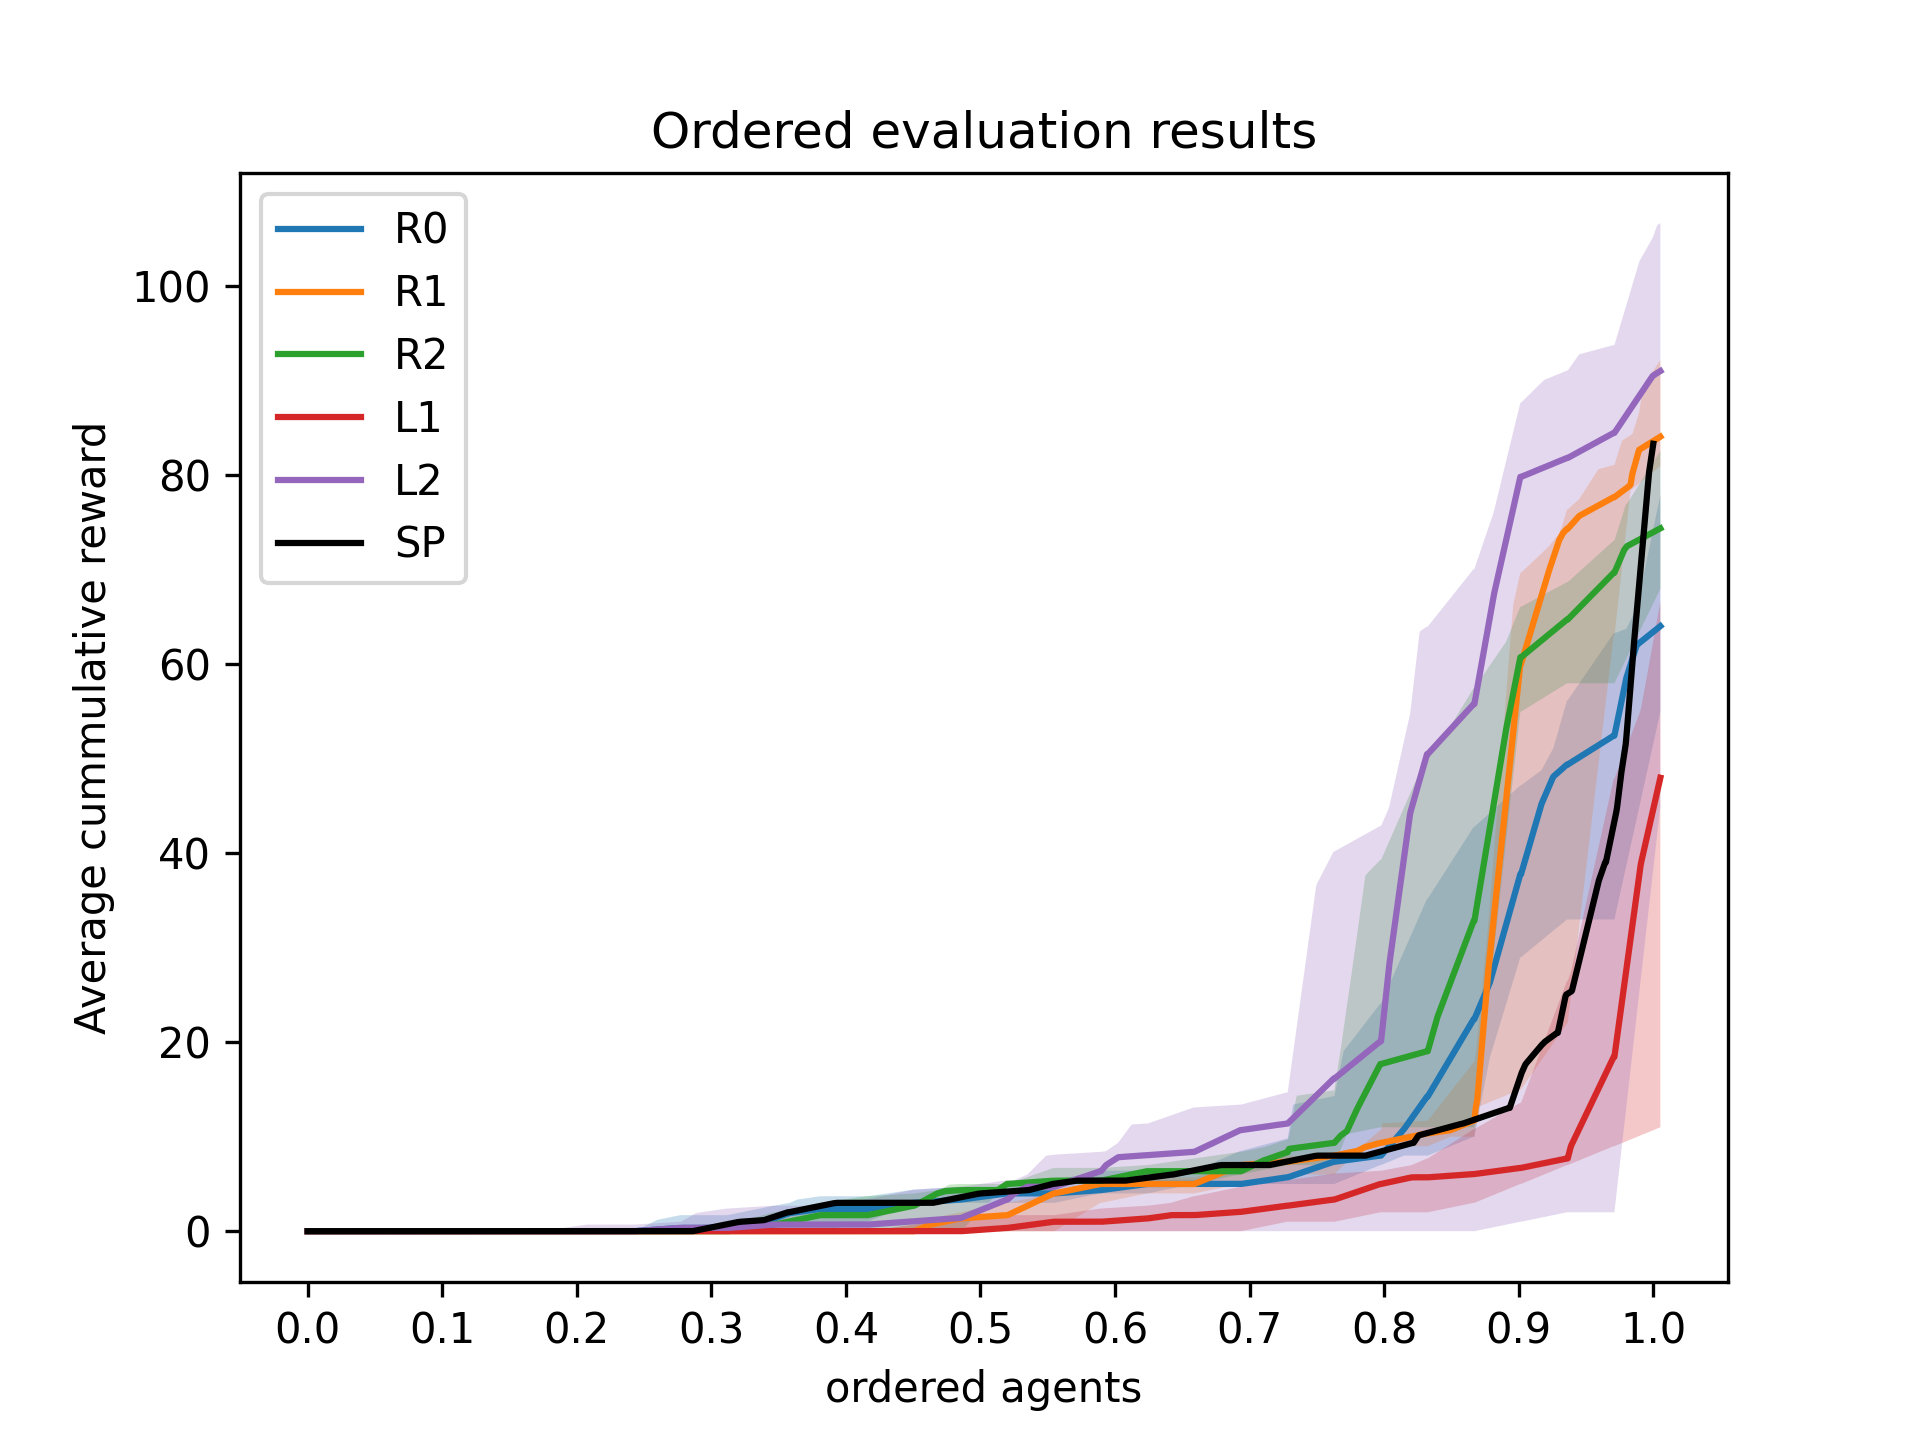 Ordered evaluation results
R0
R1
R2
L1
L2
SP
Average cummulative reward
100
80
60
40
20
0
0.0 0.1 0.2 0.3 0.4 0.5 0.6 0.7 0.8 0.9 1.0
ordered agents